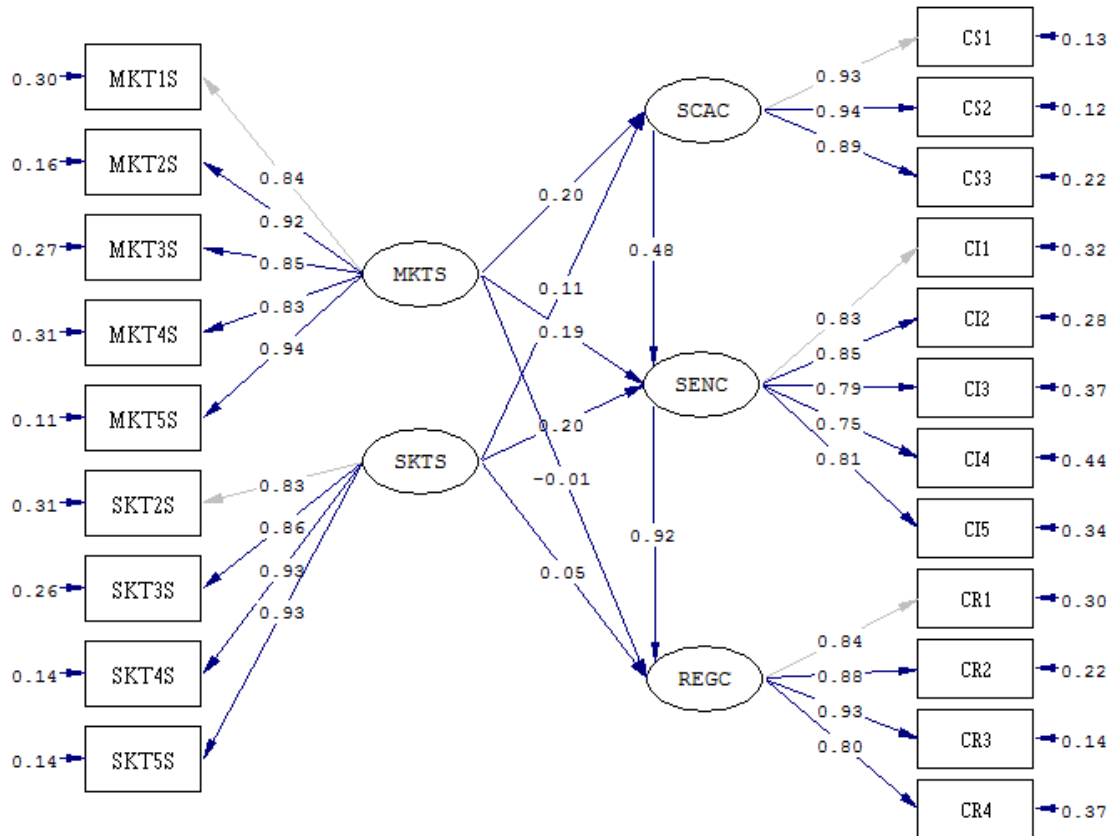 0.30 MKT1S
0.16 MKT2S
0.27 MKT3S
0.31 MKT4S
0.11 MKT5S
0.31 SKT2S
0.26 SKT3S
0.14 SKT4S
0.14 SKT5S
0.84
0.92
0.85
0.83
0.94
0.83
0.86
0.93
0.93
MKTS
SKTS
0.20
0.11
0.19
0.20
-0.01
0.05
0.48
0.92
SCAC
SENC
REGC
0.93
0.94
0.89
0.83
0.85
0.79
0.75
0.81
0.84
0.88
0.93
0.80
CS1 0.13
CS2 0.12
CS3 0.22
CI1 0.32
CI2 0.28
CI3 0.37
CI4 0.44
CI5 0.34
CR1 0.30
CR2 0.22
CR3 0.14
CR4 0.37